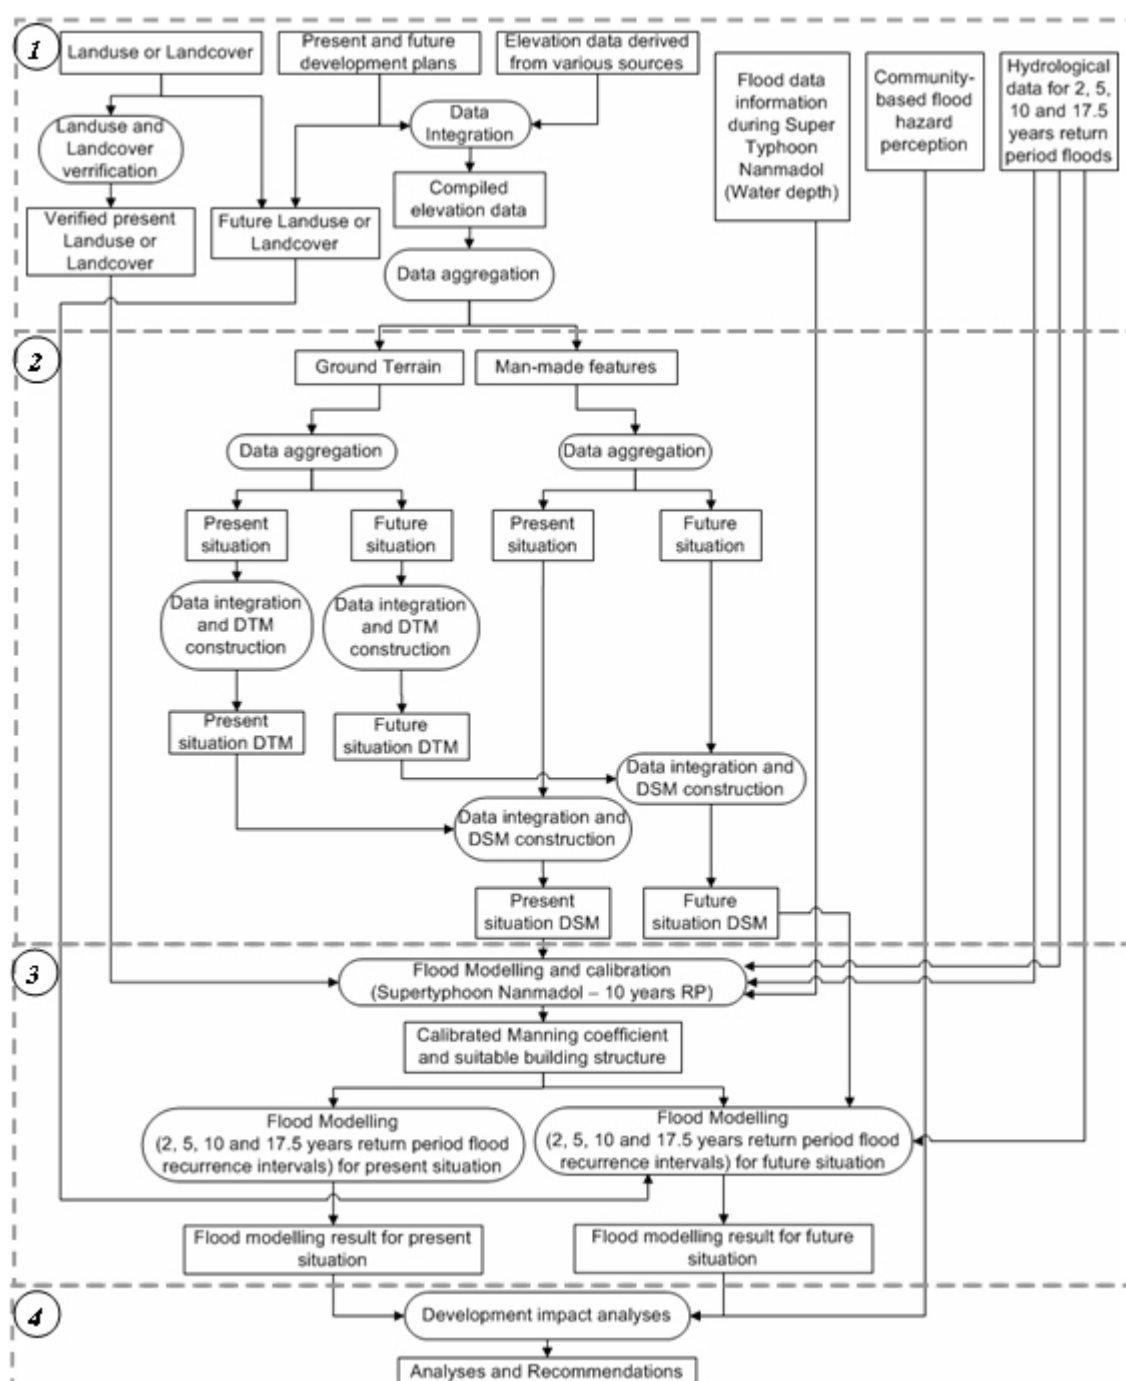 1
Landuse or Landcover
Present and future
development plans
Elevation data derived
from various sources
Flood data
information
during Super
Typhoon
Nanmadol
(Water depth)
Community-
based flood
hazard
perception
Hydrological
data for 2, 5,
10 and 17.5
years return
period floods
Landuse and
Landcover
verrification
Data
Integration
Verified present
Landuse or
Landcover
Future Landuse or
Landcover
Compiled
elevation data
Data aggregation
2
Ground Terrain
Man-made features
Data aggregation
Data aggregation
Present
situation
Future
situation
Present
situation
Future
situation
Data integration
and DTM
construction
Data integration
and DTM
construction
Present
situation DTM
Future
situation DTM
Data integration and
DSM construction
Data integration and
DSM construction
Present
situation DSM
Future
situation DSM
3
Flood Modelling and calibration
(Supertyphoon Nanmadol – 10 years RP)
Calibrated Manning coefficient
and suitable building structure
Flood Modelling
(2, 5, 10 and 17.5 years return period flood
recurrence intervals) for present situation
Flood Modelling
(2, 5, 10 and 17.5 years return period flood
recurrence intervals) for future situation
Flood modelling result for present
situation
Flood modelling result for future
situation
4
Development impact analyses
Analyses and Recommendations